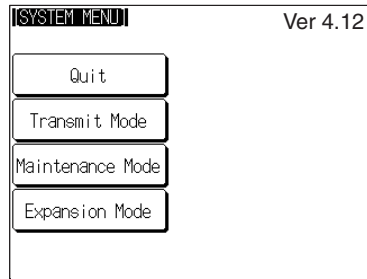 SYSTEM MENU
Ver 4.12
Quit
Transmit Mode
Maintenance Mode
Expansion Mode